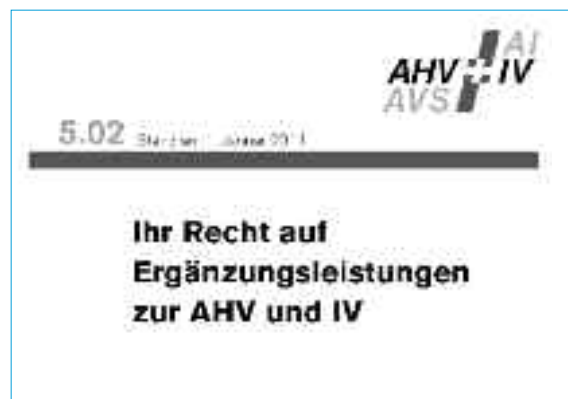 AI
AHV IV
AVS
5.02
Ihr Recht auf
Ergänzungsleistungen
zur AHV und IV